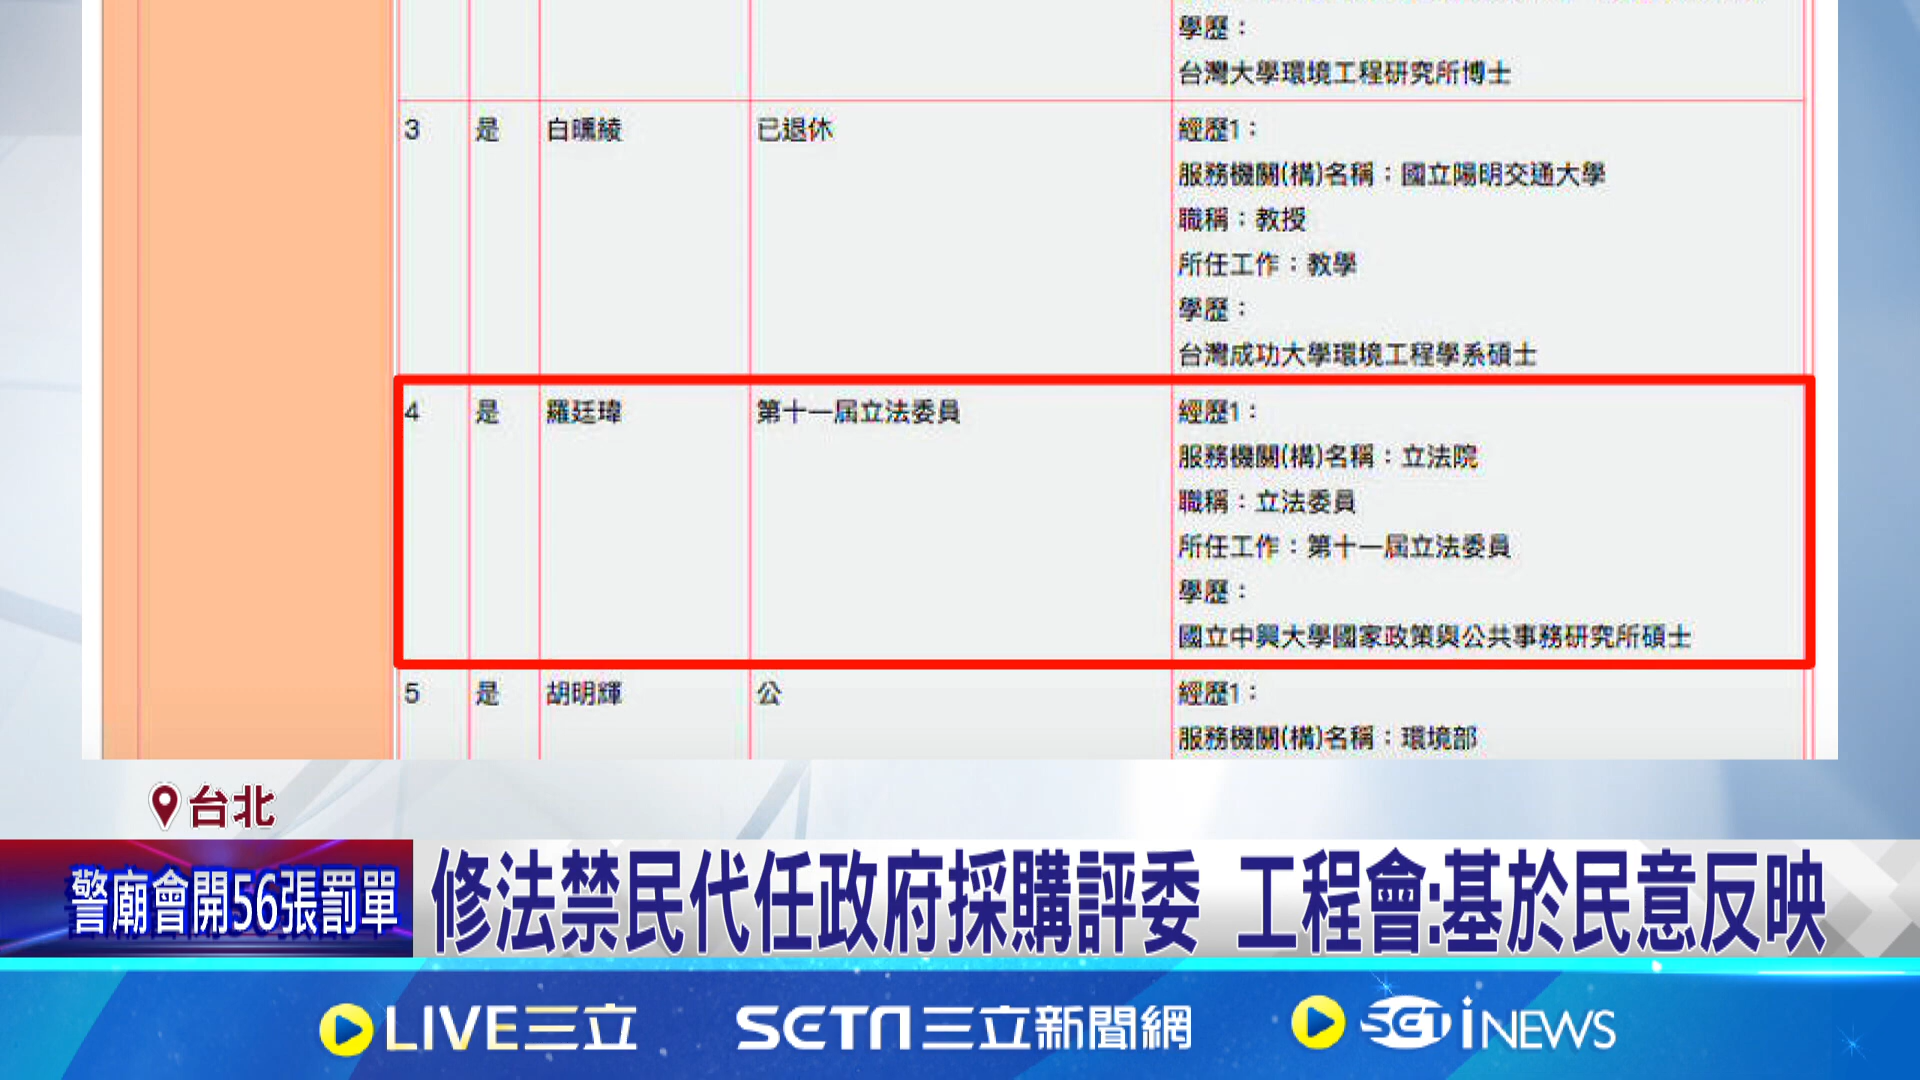 學歷：
台灣大學環境工程研究所博士
3 是 白曛綾 已退休 經歷1：
服務機關(構)名稱：國立陽明交通大學
職稱：教授
所任工作：教學
學歷：
台灣成功大學環境工程學系碩士
4 是 羅廷瑋 第十一屆立法委員 經歷1：
服務機關(構)名稱：立法院
職稱：立法委員
所任工作：第十一屆立法委員
學歷：
國立中興大學國家政策與公共事務研究所碩士
5 是 胡明輝 公 經歷1：
服務機關(構)名稱：環境部
台北
警廟會開56張罰單
修法禁民代任政府採購評委 工程會:基於民意反映
LIVE三立 SETN三立新聞網 SETiNEWS